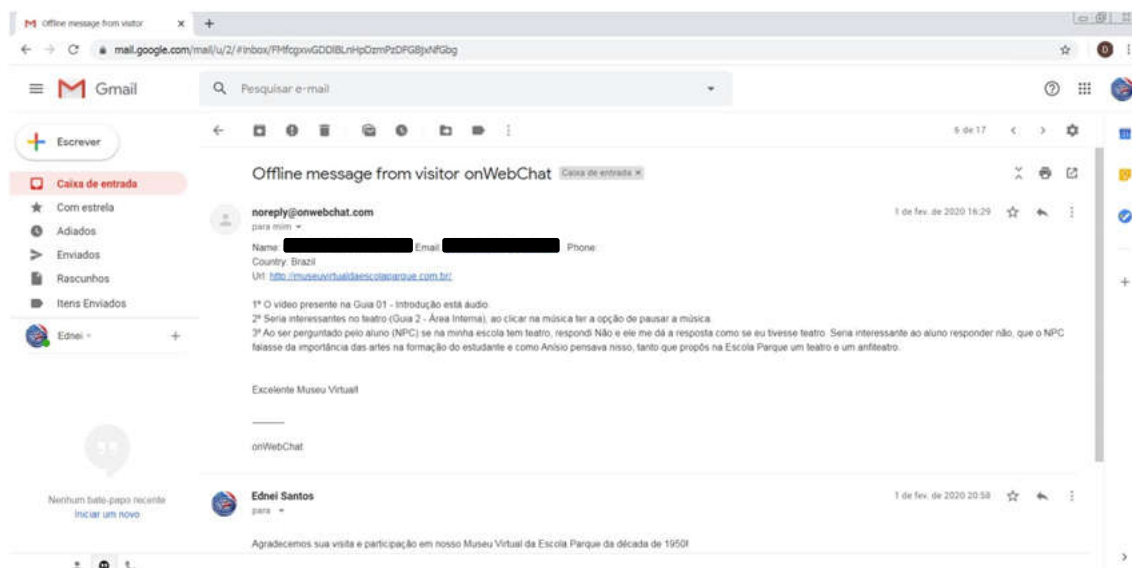 Offline message from visitor
mail.google.com/mail/u/2/#inbox/
Gmail
Pesquisar e-mail
Escrever
6 de 17
Caixa de entrada
Com estrela
Adiados
Enviados
Rascunhos
Itens Enviados
Ednei
Offline message from visitor onWebChat Caixa de entrada x
noreply@onwebchat.com 1 de fev. de 2020 16:29
para mim
Name: Email: Phone:
Country: Brazil
Url: http://museuvirtualdaescolaparque.com.br/
1ª O vídeo presente na Guia 01 - Introdução está áudio.
2ª Seria interessantes no teatro (Guia 2 - Área Interna), ao clicar na música ter a opção de pausar a música.
3ª Ao ser perguntado pelo aluno (NPC) se na minha escola tem teatro, respondi Não e ele me dá a resposta como se eu tivesse teatro. Seria interessante ao aluno responder não, que o NPC
falasse da importância das artes na formação do estudante e como Anísio pensava nisso, tanto que propôs na Escola Parque um teatro e um anfiteatro.
Excelente Museu Virtual!
onWebChat
Nenhum bate-papo recente
Iniciar um novo
Ednei Santos 1 de fev. de 2020 20:58
para
Agradecemos sua visita e participação em nosso Museu Virtual da Escola Parque da década de 1950!